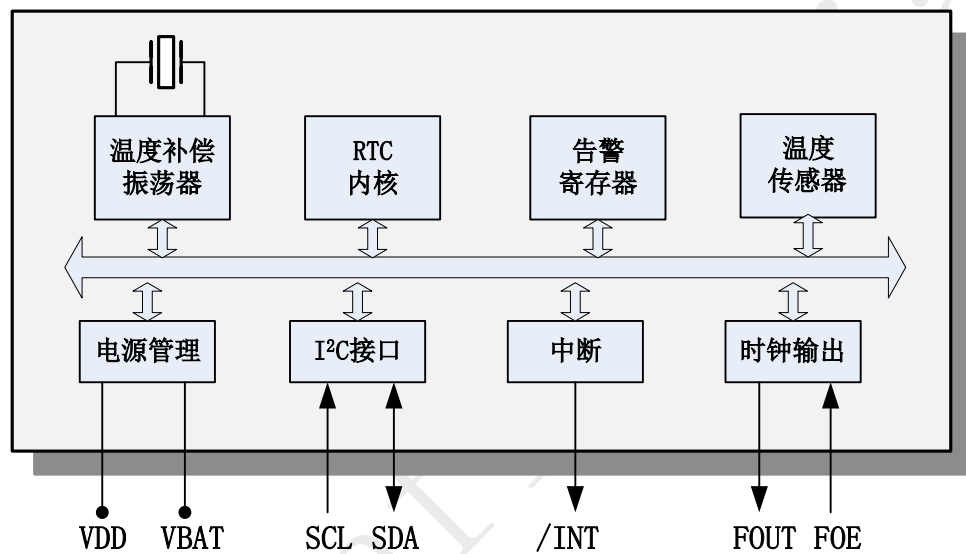 温度补偿
振荡器
RTC
内核
告警
寄存器
温度
传感器
电源管理
I²C接口
中断
时钟输出
VDD VBAT SCL SDA /INT FOUT FOE